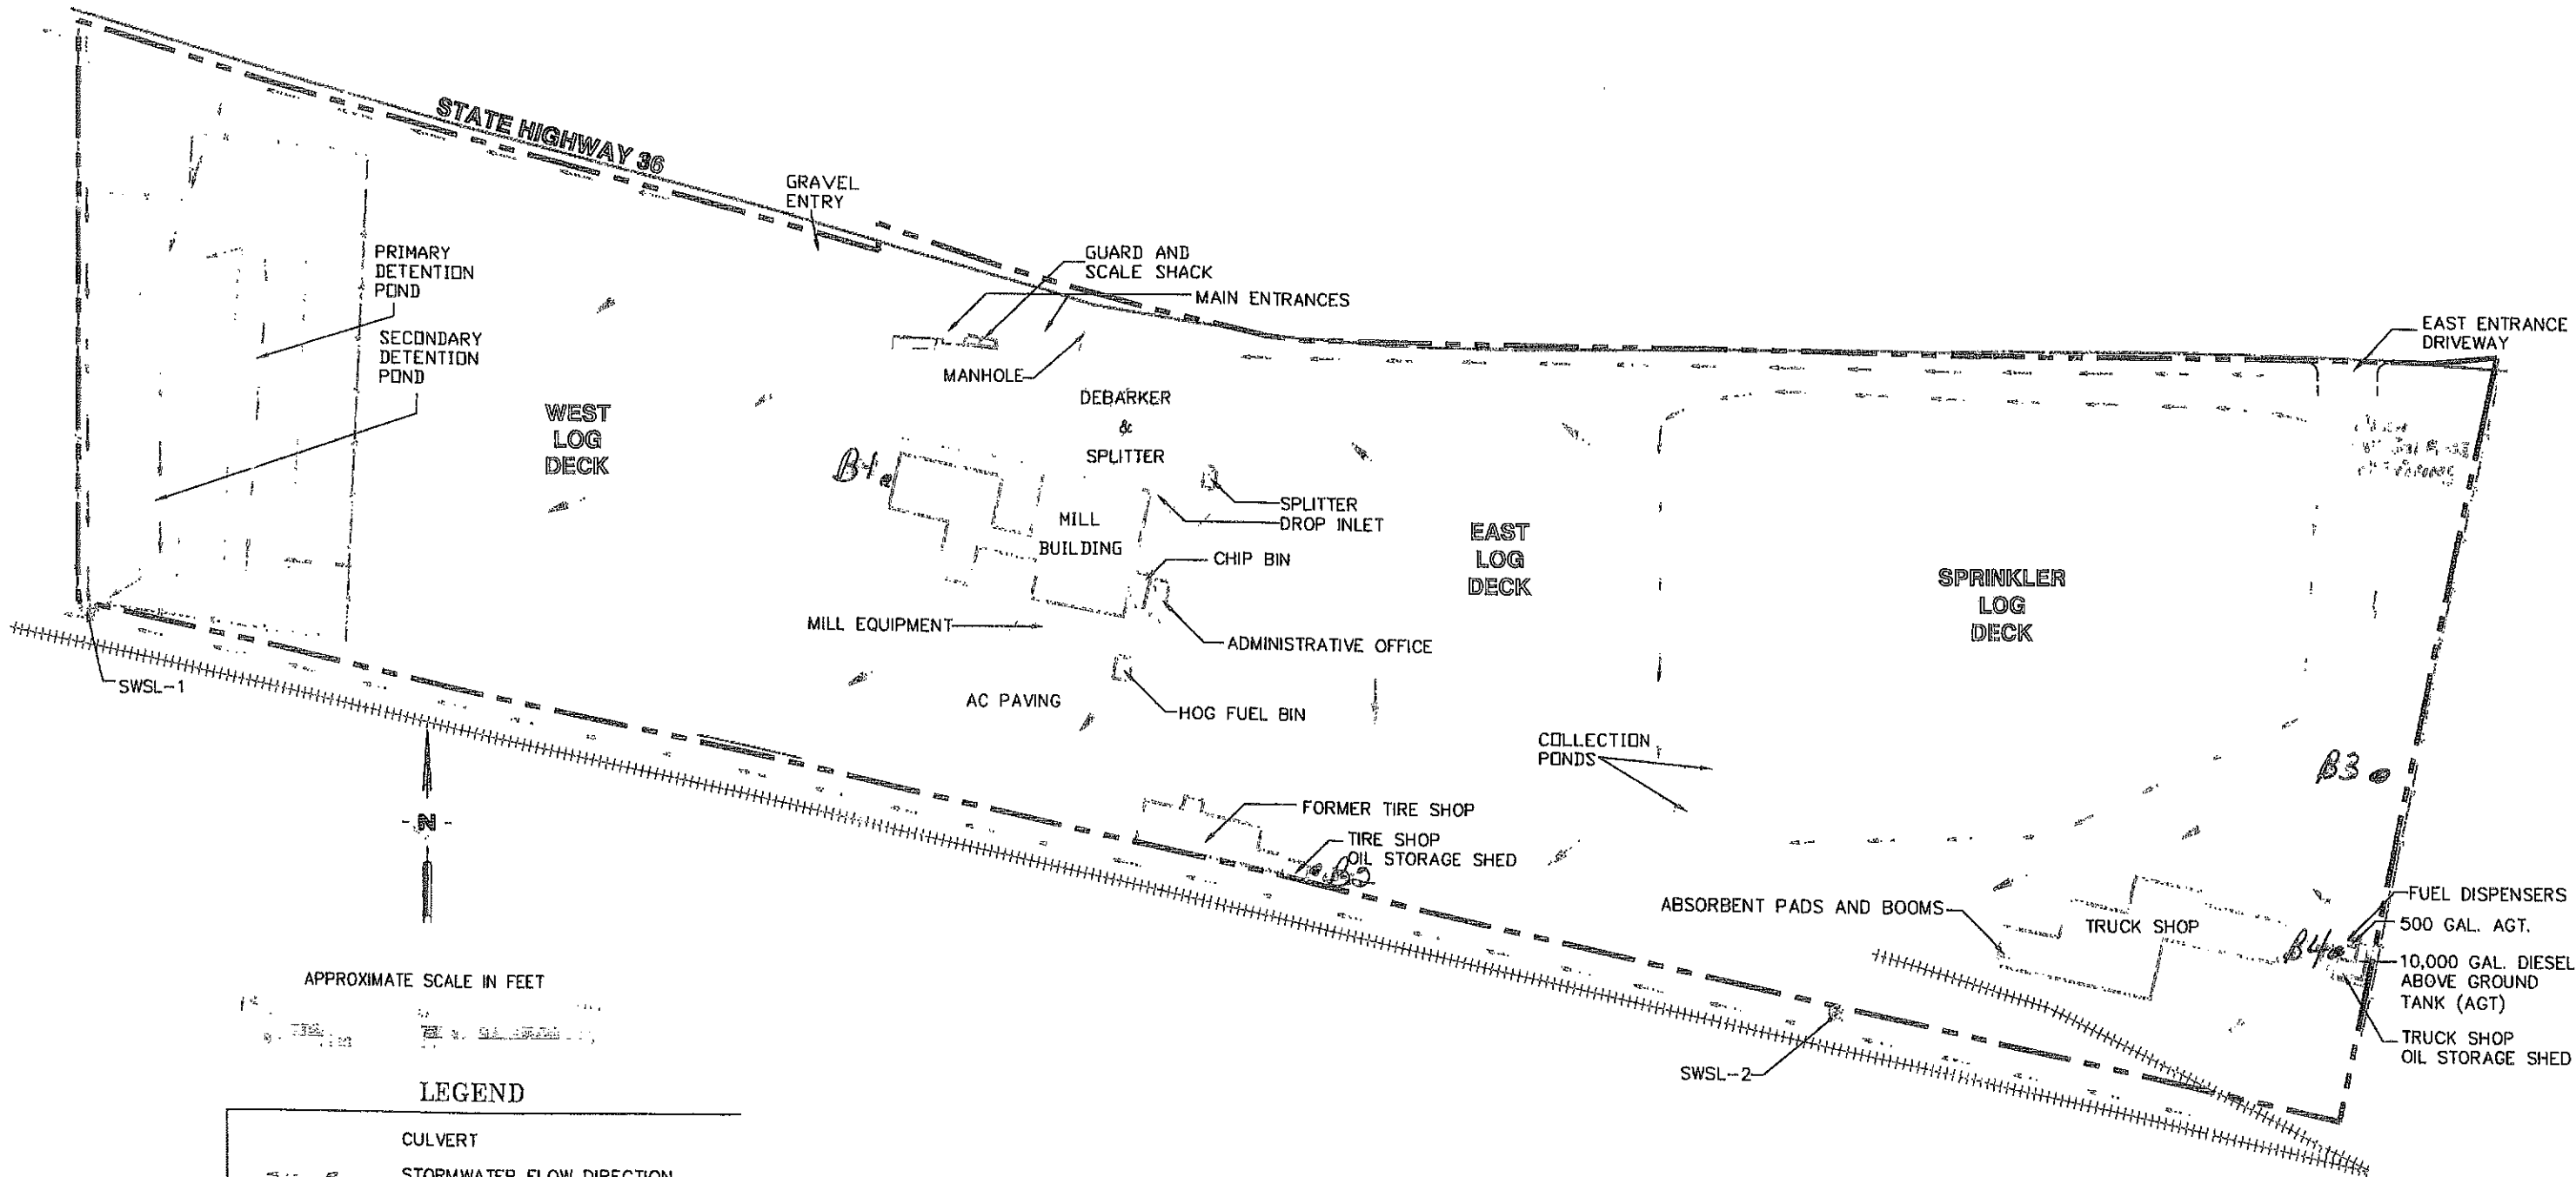 STATE HIGHWAY 36
GRAVEL
ENTRY
GUARD AND
SCALE SHACK
MAIN ENTRANCES
EAST ENTRANCE
DRIVEWAY
PRIMARY
DETENTION
POND
SECONDARY
DETENTION
POND
MANHOLE
DEBARKER
&
SPLITTER
WEST
LOG
DECK
B1
SPLITTER
DROP INLET
MILL
BUILDING
CHIP BIN
EAST
LOG
DECK
SPRINKLER
LOG
DECK
MILL EQUIPMENT
ADMINISTRATIVE OFFICE
SWSL-1
AC PAVING
HOG FUEL BIN
COLLECTION
PONDS
B3
- N -
FORMER TIRE SHOP
TIRE SHOP
OIL STORAGE SHED
B2
ABSORBENT PADS AND BOOMS
TRUCK SHOP
B4
FUEL DISPENSERS
500 GAL. AGT.
10,000 GAL. DIESEL
ABOVE GROUND
TANK (AGT)
TRUCK SHOP
OIL STORAGE SHED
SWSL-2
APPROXIMATE SCALE IN FEET
LEGEND
CULVERT
STORMWATER FLOW DIRECTION